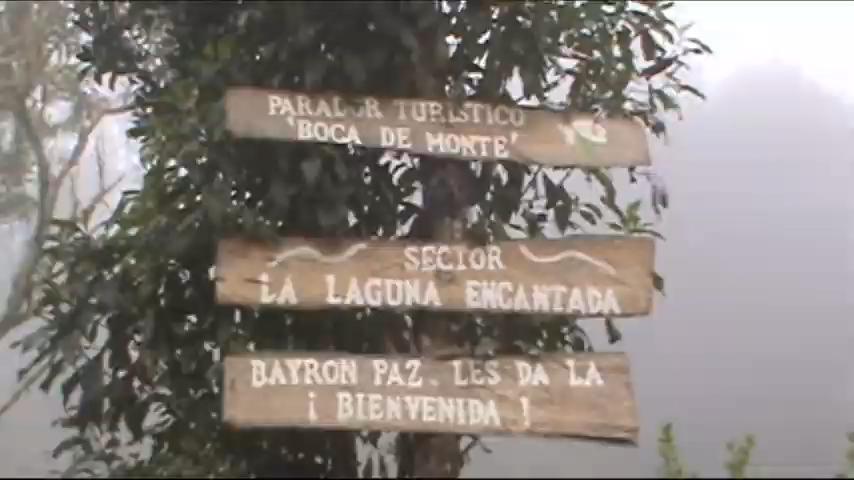 PARADOR TURISTICO
'BOCA DE MONTE'
SECTOR
LA LAGUNA ENCANTADA
BAYRON PAZ. LES DA LA
¡ BIENVENIDA !